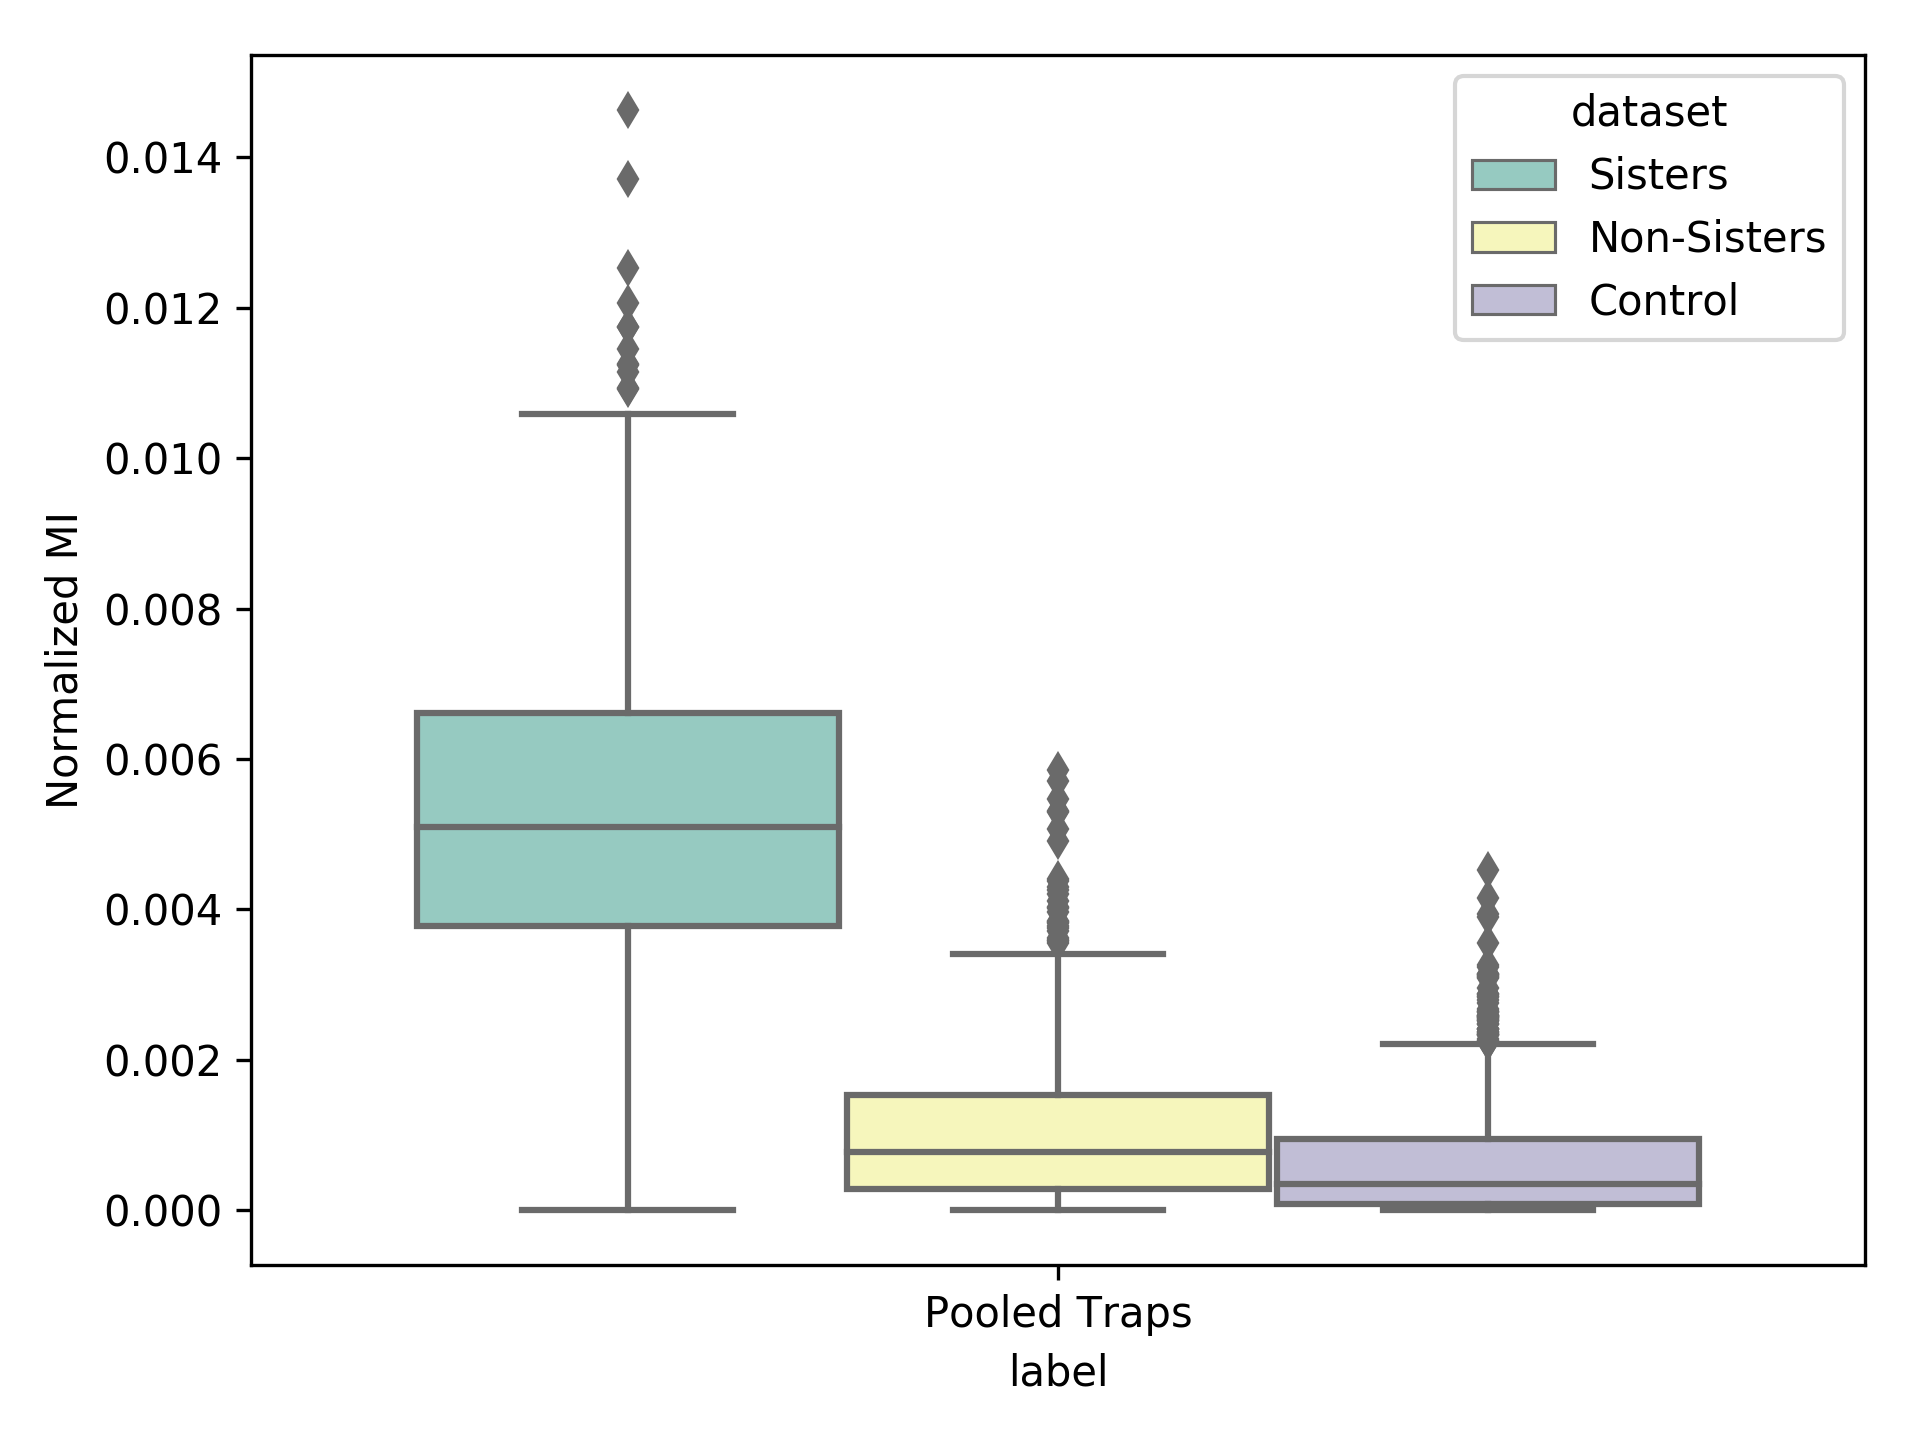 dataset
Sisters
Non-Sisters
Control
0.014
0.012
0.010
0.008
0.006
0.004
0.002
0.000
Normalized MI
Pooled Traps
label